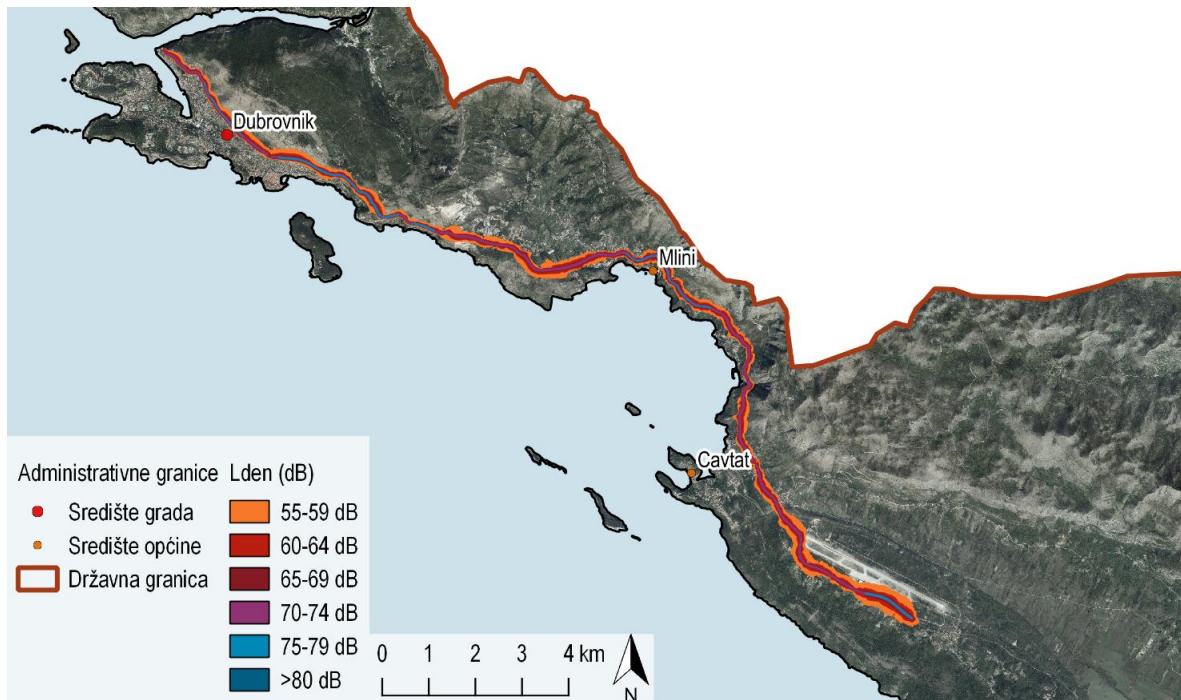 Dubrovnik
Mlini
Cavtat
Administrativne granice
Središte grada
Središte općine
Državna granica
Lden (dB)
55-59 dB
60-64 dB
65-69 dB
70-74 dB
75-79 dB
>80 dB
0 1 2 3 4 km
N